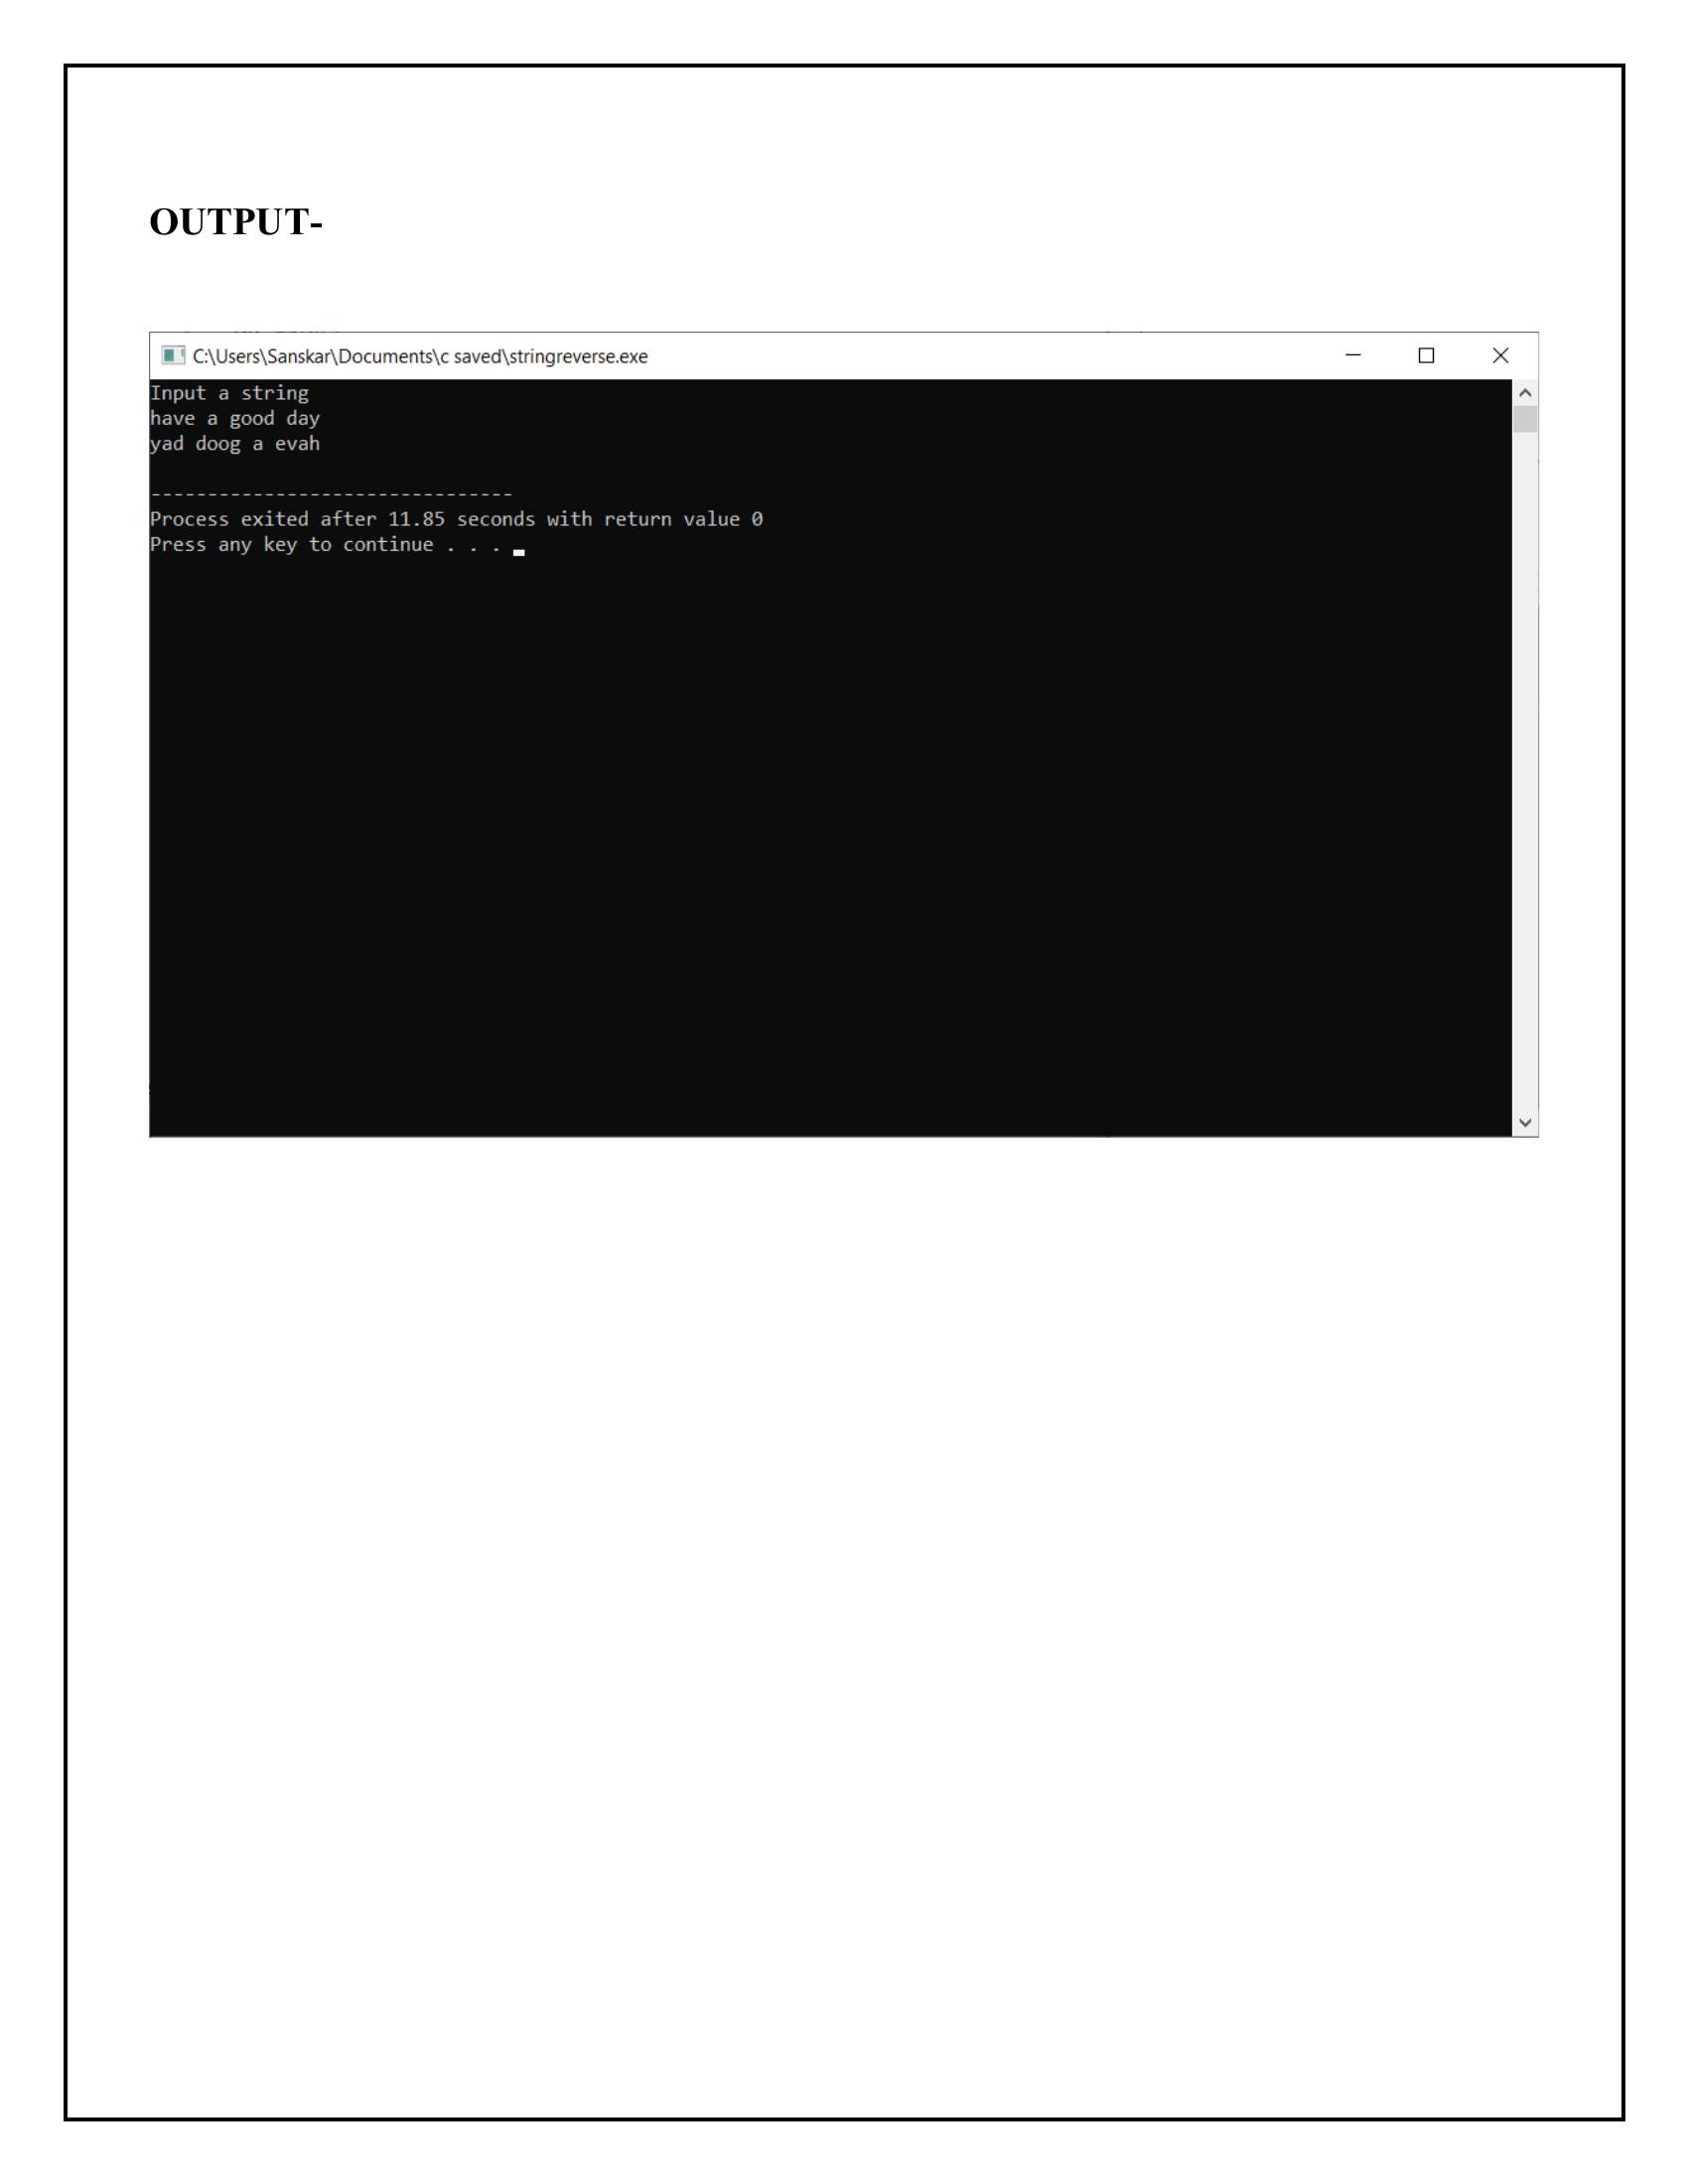 OUTPUT-
C:\Users\Sanskar\Documents\c saved\stringreverse.exe
Input a string
have a good day
yad doog a evah
--------------------------------
Process exited after 11.85 seconds with return value 0
Press any key to continue . . .